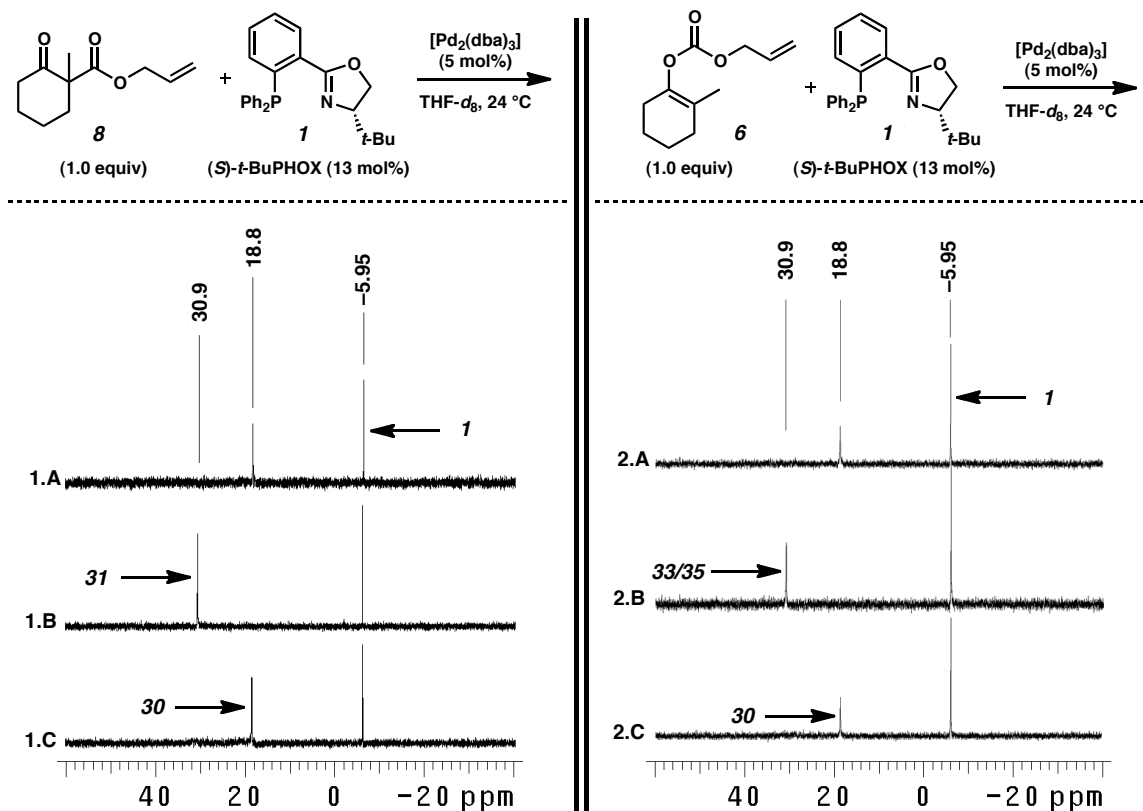 O
O
O
8
(1.0 equiv)
+
Ph2P
N
O
t-Bu
1
(S)-t-BuPHOX (13 mol%)
[Pd2(dba)3]
(5 mol%)
THF-d8, 24 °C
30.9
18.8
–5.95
1
1.A
31
1.B
30
1.C
40
20
0
-20 ppm
O
O
O
6
(1.0 equiv)
+
Ph2P
N
O
t-Bu
1
(S)-t-BuPHOX (13 mol%)
[Pd2(dba)3]
(5 mol%)
THF-d8, 24 °C
30.9
18.8
–5.95
1
2.A
33/35
2.B
30
2.C
40
20
0
-20 ppm